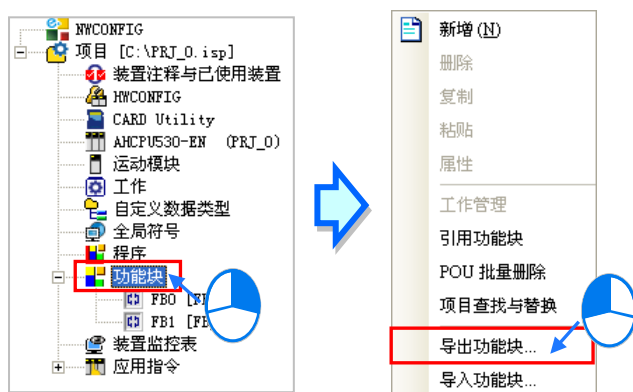 NWCONFIG
项目 [C:\PRJ_0.isp]
装置注释与已使用装置
HWCONFIG
CARD Utility
AHCPU530-EN (PRJ_0)
运动模块
工作
自定义数据类型
全局符号
程序
功能块
FB0
FB1
装置监控表
应用指令
新增(N)
删除
复制
粘贴
属性
工作管理
引用功能块
POU 批量删除
项目查找与替换
导出功能块...
导入功能块...